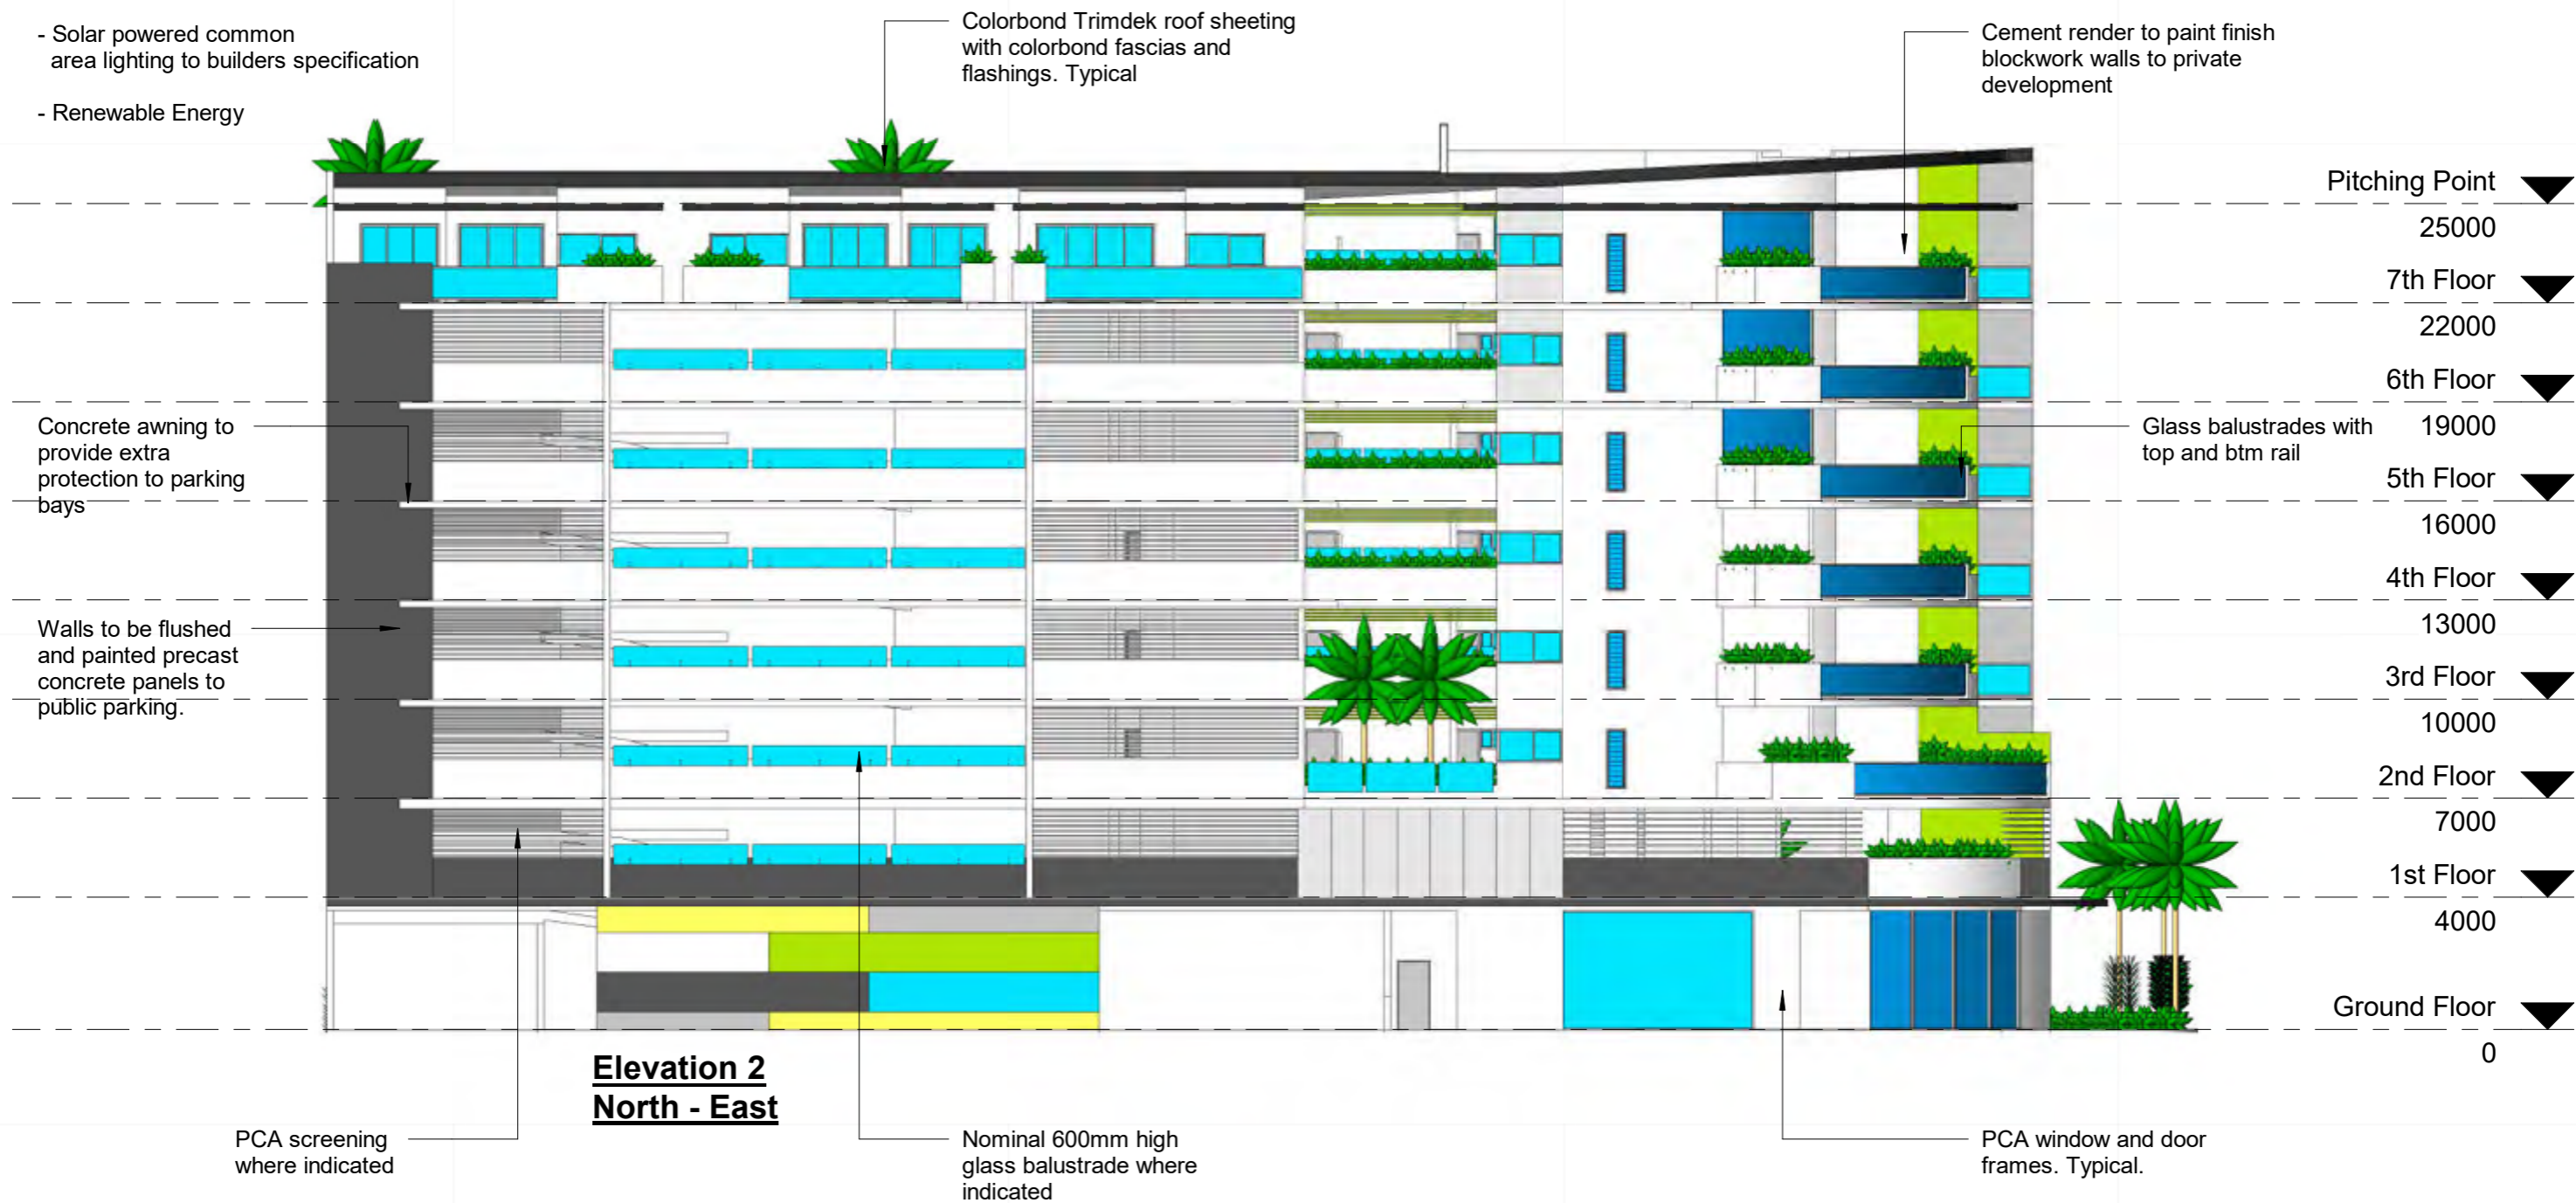 - Solar powered common
area lighting to builders specification
- Renewable Energy
Colorbond Trimdek roof sheeting
with colorbond fascias and
flashings. Typical
Cement render to paint finish
blockwork walls to private
development
Pitching Point
25000
7th Floor
22000
6th Floor
19000
5th Floor
16000
4th Floor
13000
3rd Floor
10000
2nd Floor
7000
1st Floor
4000
Ground Floor
0
Concrete awning to
provide extra
protection to parking
bays
Glass balustrades with
top and btm rail
Walls to be flushed
and painted precast
concrete panels to
public parking.
Elevation 2
North - East
PCA screening
where indicated
Nominal 600mm high
glass balustrade where
indicated
PCA window and door
frames. Typical.